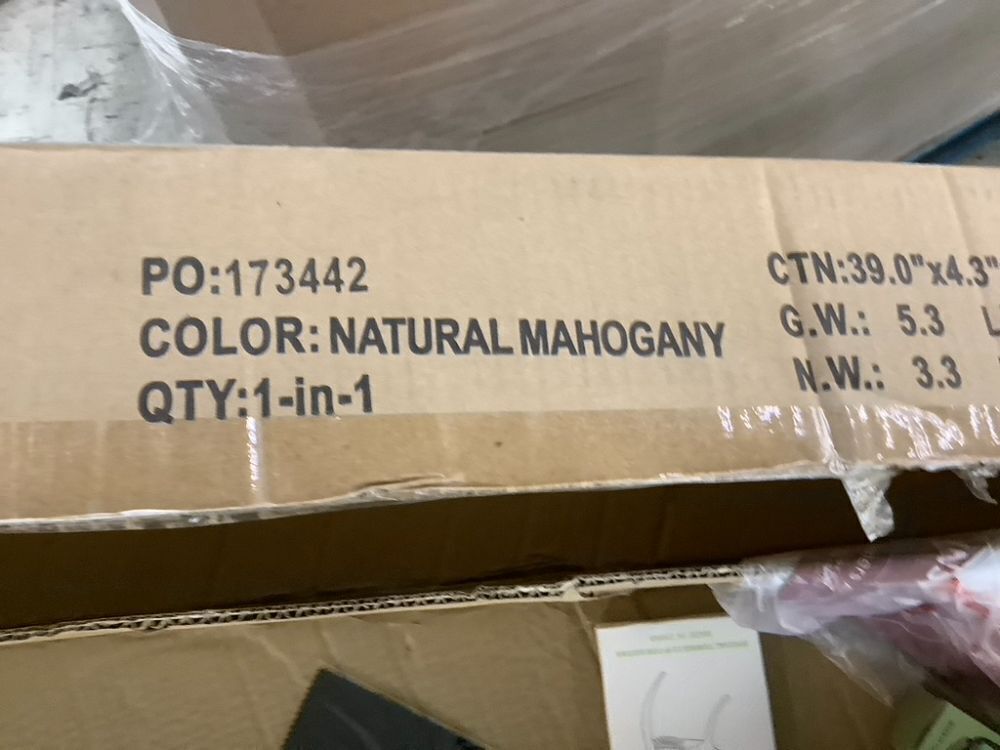 PO:173442
COLOR: NATURAL MAHOGANY
QTY:1-in-1
CTN:39.0"x4.3"
G.W.: 5.3 L
N.W.: 3.3